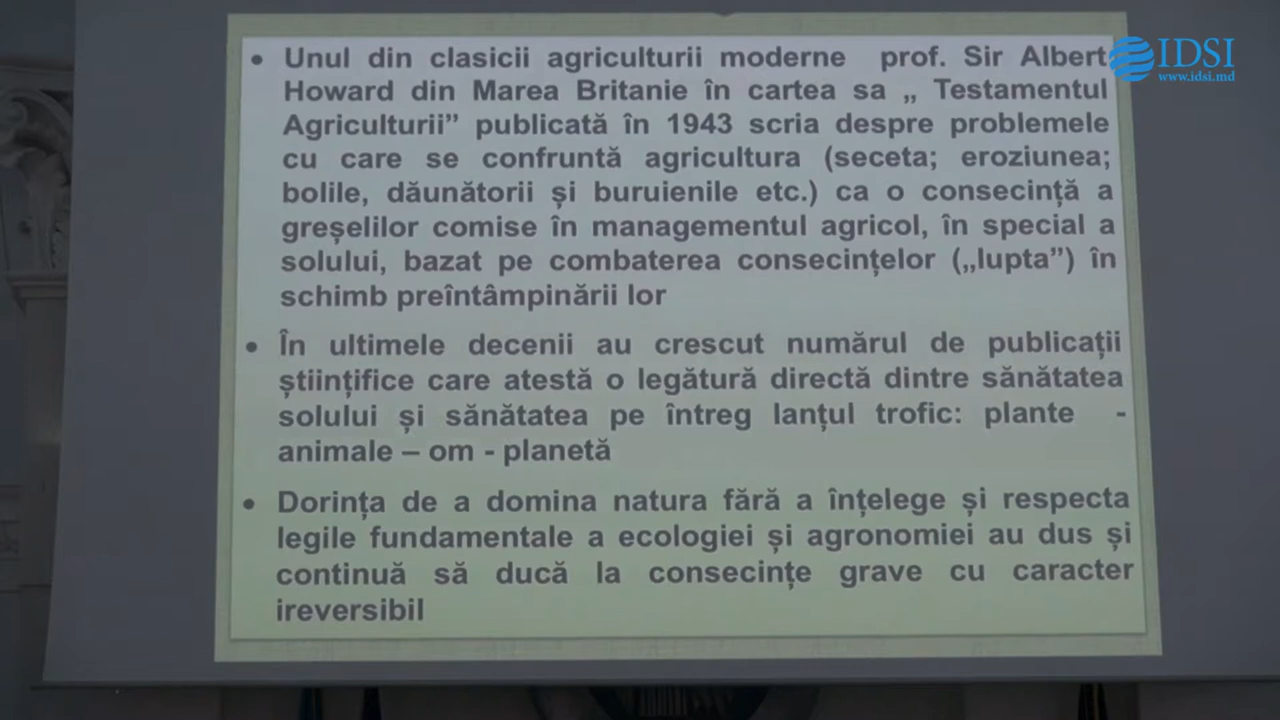 • Unul din clasicii agriculturii moderne prof. Sir Albert
Howard din Marea Britanie în cartea sa „ Testamentul
Agriculturii” publicată în 1943 scria despre problemele
cu care se confruntă agricultura (seceta; eroziunea;
bolile, dăunătorii și buruienile etc.) ca o consecință a
greșelilor comise în managementul agricol, în special a
solului, bazat pe combaterea consecințelor („lupta”) în
schimb preîntâmpinării lor
• În ultimele decenii au crescut numărul de publicații
științifice care atestă o legătură directă dintre sănătatea
solului și sănătatea pe întreg lanțul trofic: plante -
animale – om - planetă
• Dorința de a domina natura fără a înțelege și respecta
legile fundamentale a ecologiei și agronomiei au dus și
continuă să ducă la consecințe grave cu caracter
ireversibil
IDSI
www.idsi.md